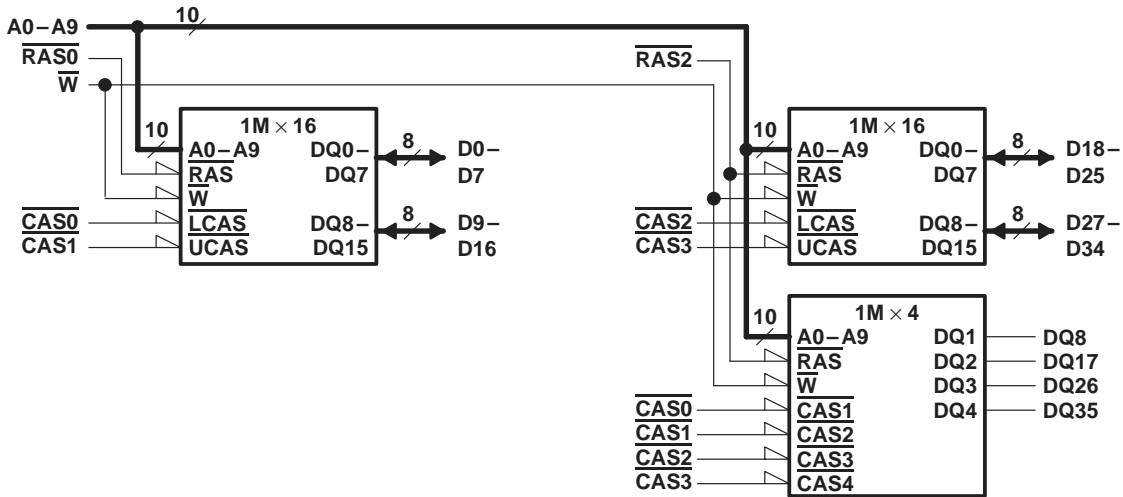 A0–A9
10
RAS0
W
RAS2
10
1M × 16
A0–A9
RAS
W
LCAS
UCAS
DQ0–
DQ7
DQ8–
DQ15
8
D0–
D7
8
D9–
D16
CAS0
CAS1
10
1M × 16
A0–A9
RAS
W
LCAS
UCAS
DQ0–
DQ7
DQ8–
DQ15
8
D18–
D25
8
D27–
D34
CAS2
CAS3
10
1M × 4
A0–A9
RAS
W
CAS1
CAS2
CAS3
CAS4
DQ1
DQ2
DQ3
DQ4
DQ8
DQ17
DQ26
DQ35
CAS0
CAS1
CAS2
CAS3